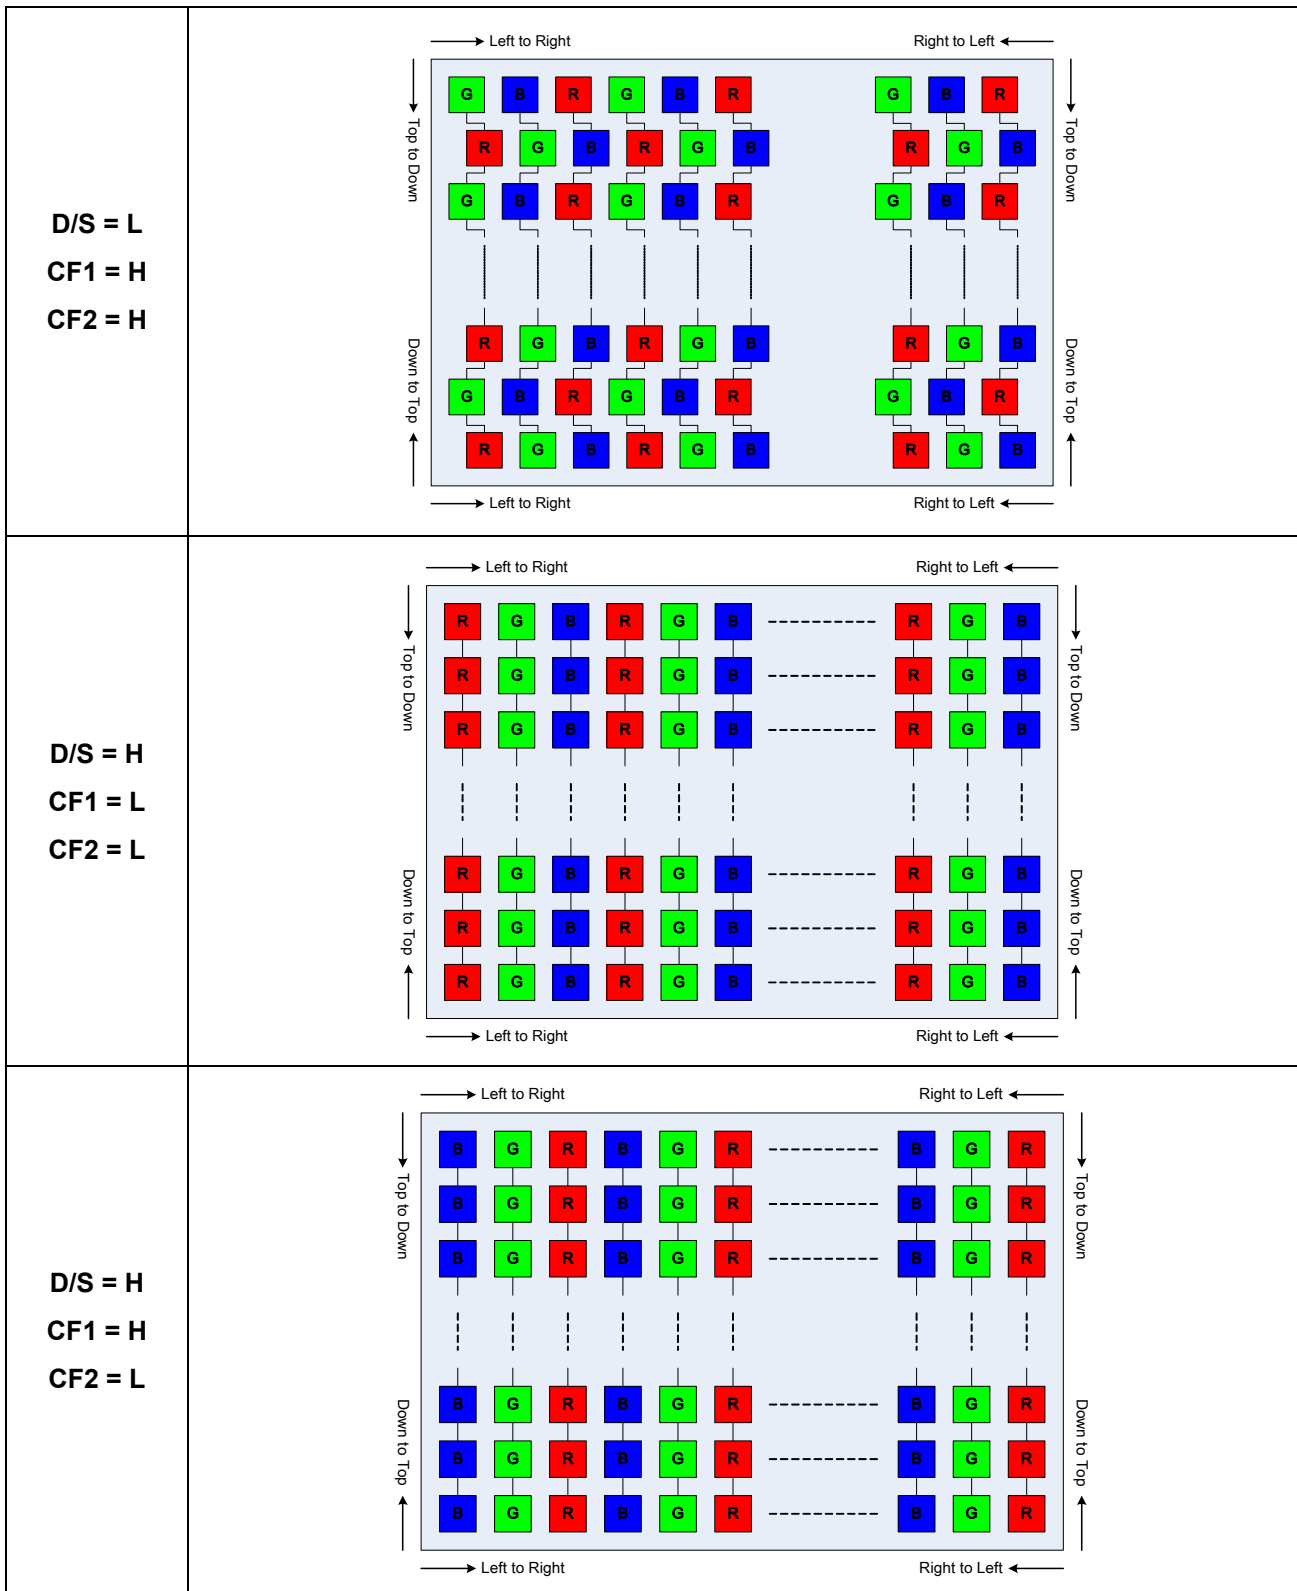 D/S = L
CF1 = H
CF2 = H
Left to Right
Right to Left
Top to Down
Top to Down
G B R G B R G B R
R G B R G B R G B
G B R G B R G B R
R G B R G B R G B
G B R G B R G B R
R G B R G B R G B
Down to Top
Down to Top
Left to Right
Right to Left
D/S = H
CF1 = L
CF2 = L
Left to Right
Right to Left
Top to Down
Top to Down
R G B R G B R G B
R G B R G B R G B
R G B R G B R G B
R G B R G B R G B
R G B R G B R G B
R G B R G B R G B
Down to Top
Down to Top
Left to Right
Right to Left
D/S = H
CF1 = H
CF2 = L
Left to Right
Right to Left
Top to Down
Top to Down
B G R B G R B G R
B G R B G R B G R
B G R B G R B G R
B G R B G R B G R
B G R B G R B G R
B G R B G R B G R
Down to Top
Down to Top
Left to Right
Right to Left